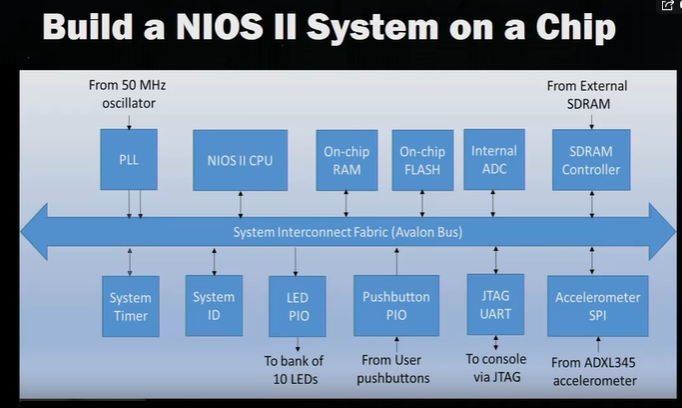 Build a NIOS II System on a Chip
From 50 MHz
oscillator
From External
SDRAM
PLL
NIOS II CPU
On-chip
RAM
On-chip
FLASH
Internal
ADC
SDRAM
Controller
System Interconnect Fabric (Avalon Bus)
System
Timer
System
ID
LED
PIO
Pushbutton
PIO
JTAG
UART
Accelerometer
SPI
To bank of
10 LEDs
From User
pushbuttons
To console
via JTAG
From ADXL345
accelerometer